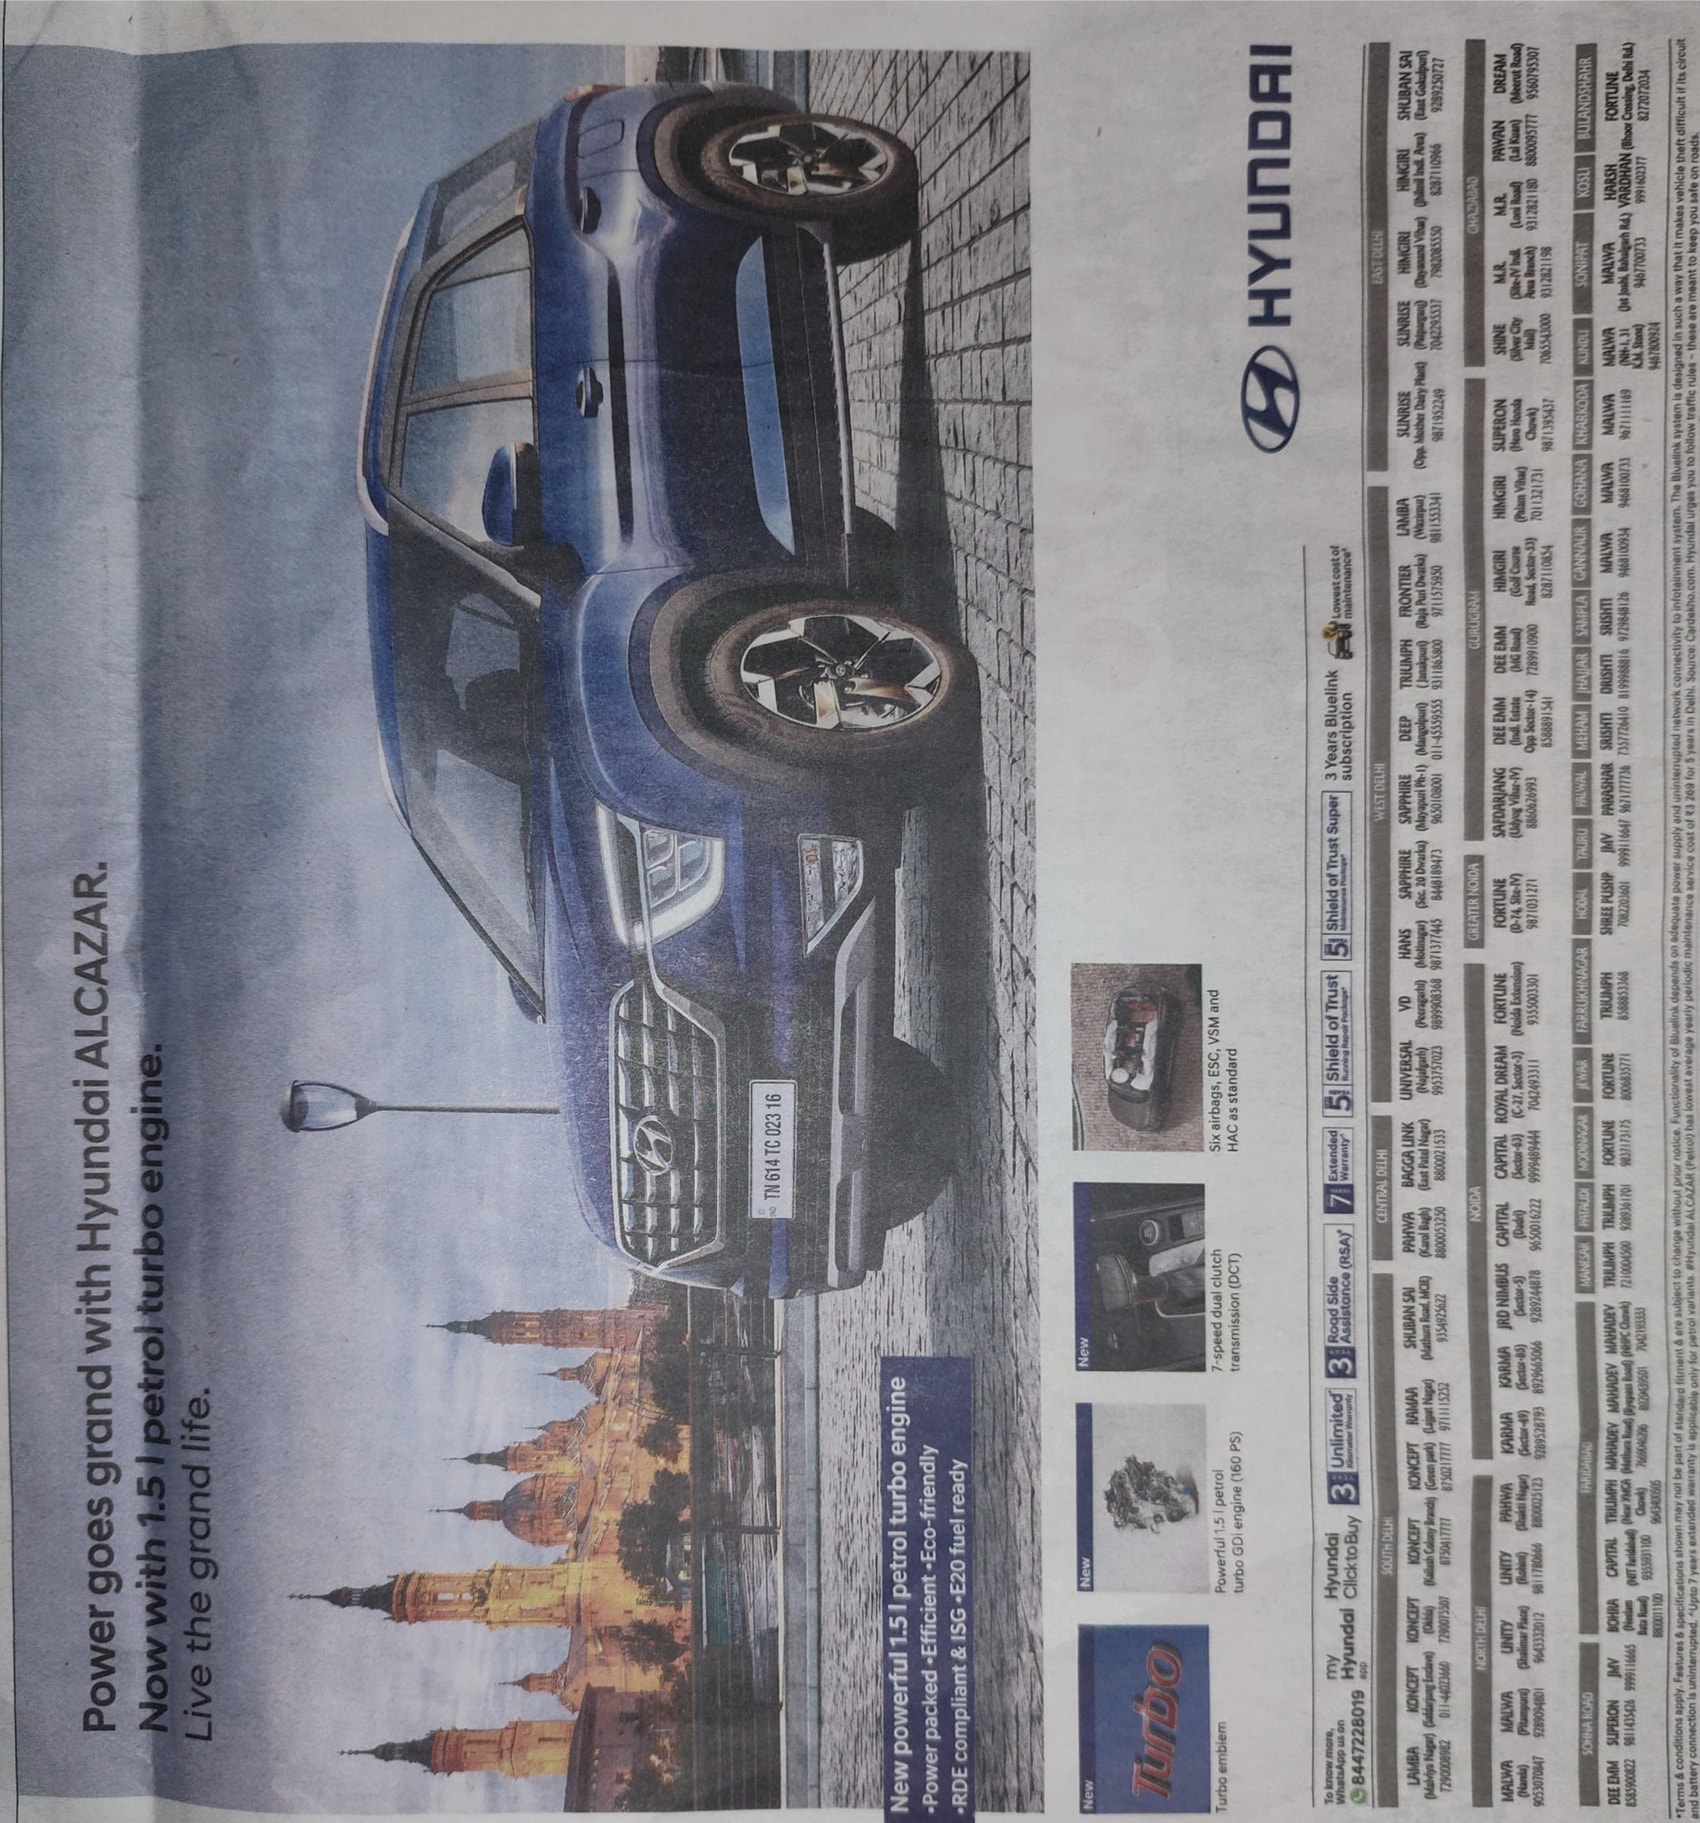 Power goes grand with Hyundai ALCAZAR.
Now with 1.5 l petrol turbo engine.
Live the grand life.
IND TN 614 TC 023 16
New powerful 1.5 l petrol turbo engine
•Power packed •Efficient •Eco-friendly
•RDE compliant & ISG •E20 fuel ready
New
New
New
Turbo
Turbo emblem
Powerful 1.5 l petrol
turbo GDi engine (160 PS)
7-speed dual clutch
transmission (DCT)
Six airbags, ESC, VSM and
HAC as standard
HYUNDAI
To know more,
WhatsApp us on
8447228019
my
Hyundai
app
Hyundai
ClicktoBuy
3 Unlimited*
Kilometer Warranty
3 Road Side
Assistance (RSA)*
7 Extended
Warranty^
5 Shield of Trust
Running Repair Package*
5 Shield of Trust Super
Maintenance Package*
3 Years Bluelink
subscription
Lowest cost of
maintenance#
SOUTH DELHI CENTRAL DELHI WEST DELHI EAST DELHI
LAMBA KONCEPT KONCEPT KONCEPT KONCEPT RAMAA SHUBAN SAI PAHWA BAGGA LINK UNIVERSAL VD HANS SAPPHIRE SAPPHIRE DEEP TRIUMPH FRONTIER LAMBA SUNRISE SUNRISE HIMGIRI HIMGIRI SHUBAN SAI
(Malviya Nagar) (Safdarjung Enclave) (Okhla) (Kailash Colony Branch) (Green park) (Lajpat Nagar) (Mathura Road, MCIE) (Karol Bagh) (East Patel Nagar) (Najafgarh) (Peeragarhi) (Motinagar) (Sec. 20 Dwarka) (Mayapuri Ph-1) (Mangolpuri) (Janakpuri) (Raja Puri Dwarka) (Wazirpur) (Opp. Mother Dairy Plant) (Patparganj) (Dayanand Vihar) (Jhilmil Indl. Area) (East Gokulpuri)
7290008982 011-44023660 7290075507 8750417777 8750217777 9711115252 9354925622 8800053250 8800021533 9953757023 9899908368 9871377445 8448189473 9650108001 011-45559555 9311865800 9711575950 9811553341 9871952249 7042295537 7982085550 8287110966 9289250727
NORTH DELHI NOIDA GREATER NOIDA GURUGRAM GHAZIABAD
MALWA MALWA UNITY UNITY PAHWA KARMA KARMA JRD NIMBUS CAPITAL CAPITAL ROYAL DREAM FORTUNE FORTUNE SAFDARJANG DEE EMM DEE EMM HIMGIRI HIMGIRI SUPERON SHINE M.R. M.R. PAWAN DREAM
(Narela) (Pitampura) (Shalimar Place) (Rohini) (Shakti Nagar) (Sector-49) (Sector-85) (Sector-5) (Dadri) (Sector-63) (C-27, Sector-3) (Noida Extension) (D-74, Site-IV) (Udyog Vihar-IV) (Indl. Estate (MG Road) (Golf Course (Palam Vihar) (Hero Honda (Silver City (Site-IV Indl. (Loni Road) (Lal Kuan) (Meerut Road)
Opp Sector-14) Road, Sector-53) Chowk) Mall) Area Branch)
9053070847 9289094801 9643332012 9811780666 8800025123 9289528793 8929665066 9289244878 9650016222 9999489444 7042493311 9355003301 9871031271 8860626993 8588891541 7289910900 8287110854 7011321731 9871395437 7065543000 9312821198 9312821180 8800095777 9560795307
SOHNA ROAD FARIDABAD MANESAR PATAUDI MODINAGAR JEWAR FARRUKHNAGAR HODAL TAURU PALWAL MEHAM JHAJJAR SAMPLA GANNAUR GOHANA KHARKODA KUNDLI SONIPAT KOSLI BULANDSHAHR
DEE EMM SUPERON JMV BOHRA CAPITAL TRIUMPH MAHADEV MAHADEV MAHADEV TRIUMPH TRIUMPH FORTUNE FORTUNE TRIUMPH SHREE PUSHP JMV PARASHAR SRISHTI DRISHTI SRISHTI MALWA MALWA MALWA MALWA MALWA HARSH FORTUNE
(Neelam (NIT Faridabad) (Near YMCA (Mathura Road) (Byepass Road) (NHPC Chowk) (NH-1, 31 (Jat Joshi, Bahalgarh Rd.) VARDHAN (Bhoor Crossing, Delhi Rd.)
Bata Road) Chowk) K.M. Stone)
8585900822 9811435426 9999116665 8800011100 9355931100 9643400505 7669046296 8929439501 7042193333 7210004500 9289361701 9837173175 8006835771 8588853368 7082203601 9999116647 9671777736 7357726410 8199988816 9729848126 9468100934 9468100733 9671111169 9467800924 9467700733 9991602377 8272072034
*Terms & conditions apply. Features & specifications shown may not be part of standard fitment & are subject to change without prior notice. Functionality of Bluelink depends on adequate power supply and uninterrupted network connectivity to infotainment system. The Bluelink system is designed in such a way that it makes vehicle theft difficult if its circuit
and battery connection is uninterrupted. ^Upto 7 years extended warranty is applicable only for petrol variants. #Hyundai ALCAZAR (Petrol) has lowest average yearly periodic maintenance service cost of ₹3 269 for 5 years in Delhi. Source: Cardekho.com. Hyundai urges you to follow traffic rules – these are meant to keep you safe on roads.